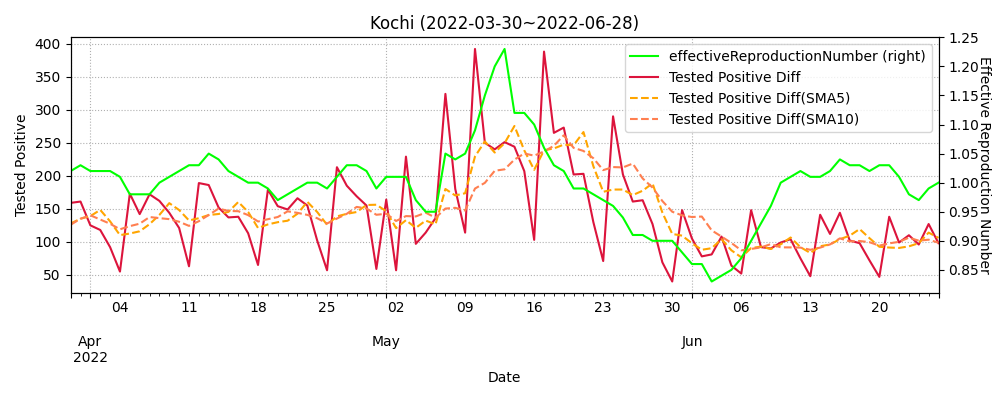 Kochi (2022-03-30~2022-06-28)
effectiveReproductionNumber (right)
Tested Positive Diff
Tested Positive Diff(SMA5)
Tested Positive Diff(SMA10)
Tested Positive
400
350
300
250
200
150
100
50
1.25
1.20
1.15
1.10
1.05
1.00
0.95
0.90
0.85
Effective Reproduction Number
04 11 18 25 02 09 16 23 30 06 13 20
Apr May Jun
2022
Date